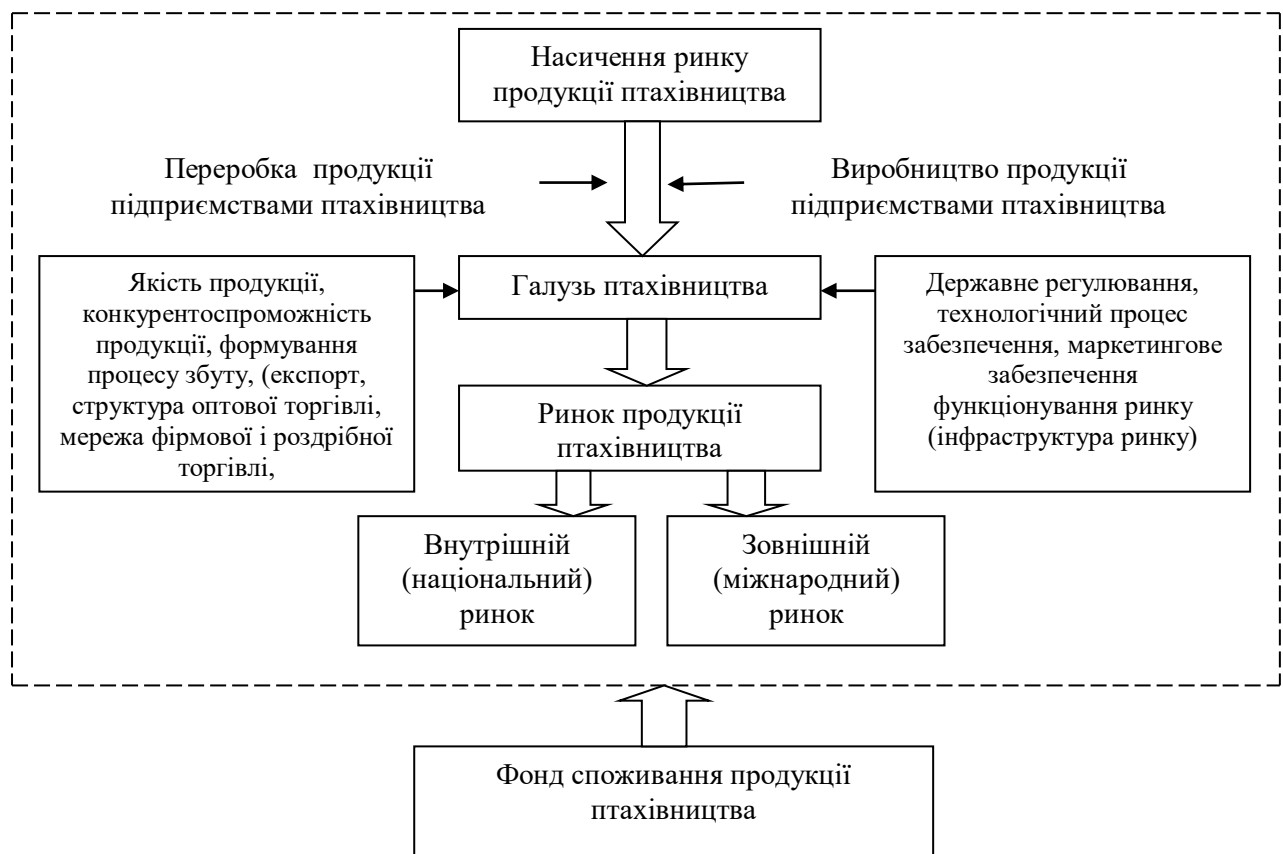 Насичення ринку
продукції птахівництва
Переробка продукції
підприємствами птахівництва
Виробництво продукції
підприємствами птахівництва
Якість продукції,
конкурентоспроможність
продукції, формування
процесу збуту, (експорт,
структура оптової торгівлі,
мережа фірмової і роздрібної
торгівлі,
Галузь птахівництва
Державне регулювання,
технологічний процес
забезпечення, маркетингове
забезпечення
функціонування ринку
(інфраструктура ринку)
Ринок продукції
птахівництва
Внутрішній
(національний)
ринок
Зовнішній
(міжнародний)
ринок
Фонд споживання продукції
птахівництва